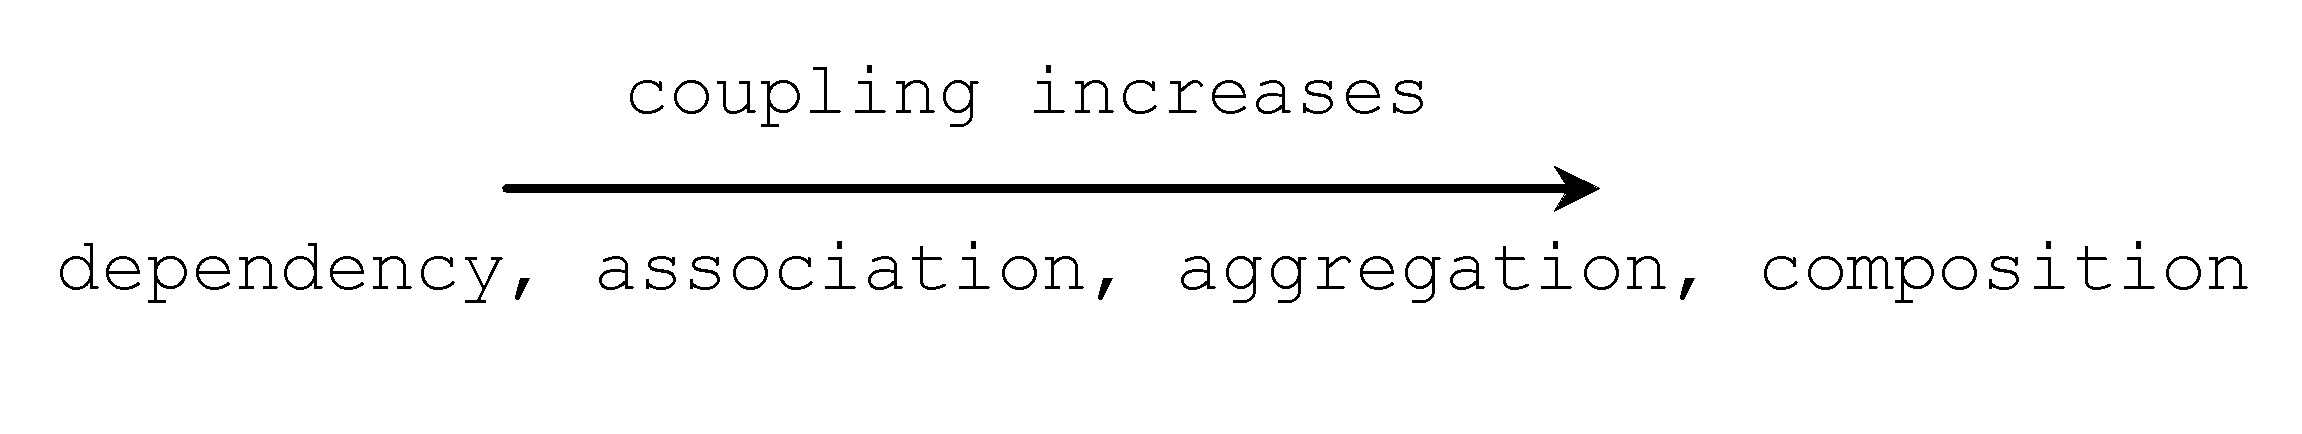 coupling increases
dependency, association, aggregation, composition